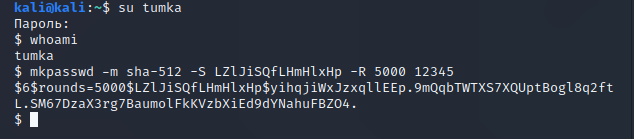 kali@kali:~$ su tumka
Пароль:
$ whoami
tumka
$ mkpasswd -m sha-512 -S LZlJiSQfLHmHlxHp -R 5000 12345
$6$rounds=5000$LZlJiSQfLHmHlxHp$yihqjiWxJzxqllEEp.9mQqbTWTXS7XQUptBogl8q2ft
L.SM67DzaX3rg7BaumolFkKVzbXiEd9dYNahuFBZO4.
$